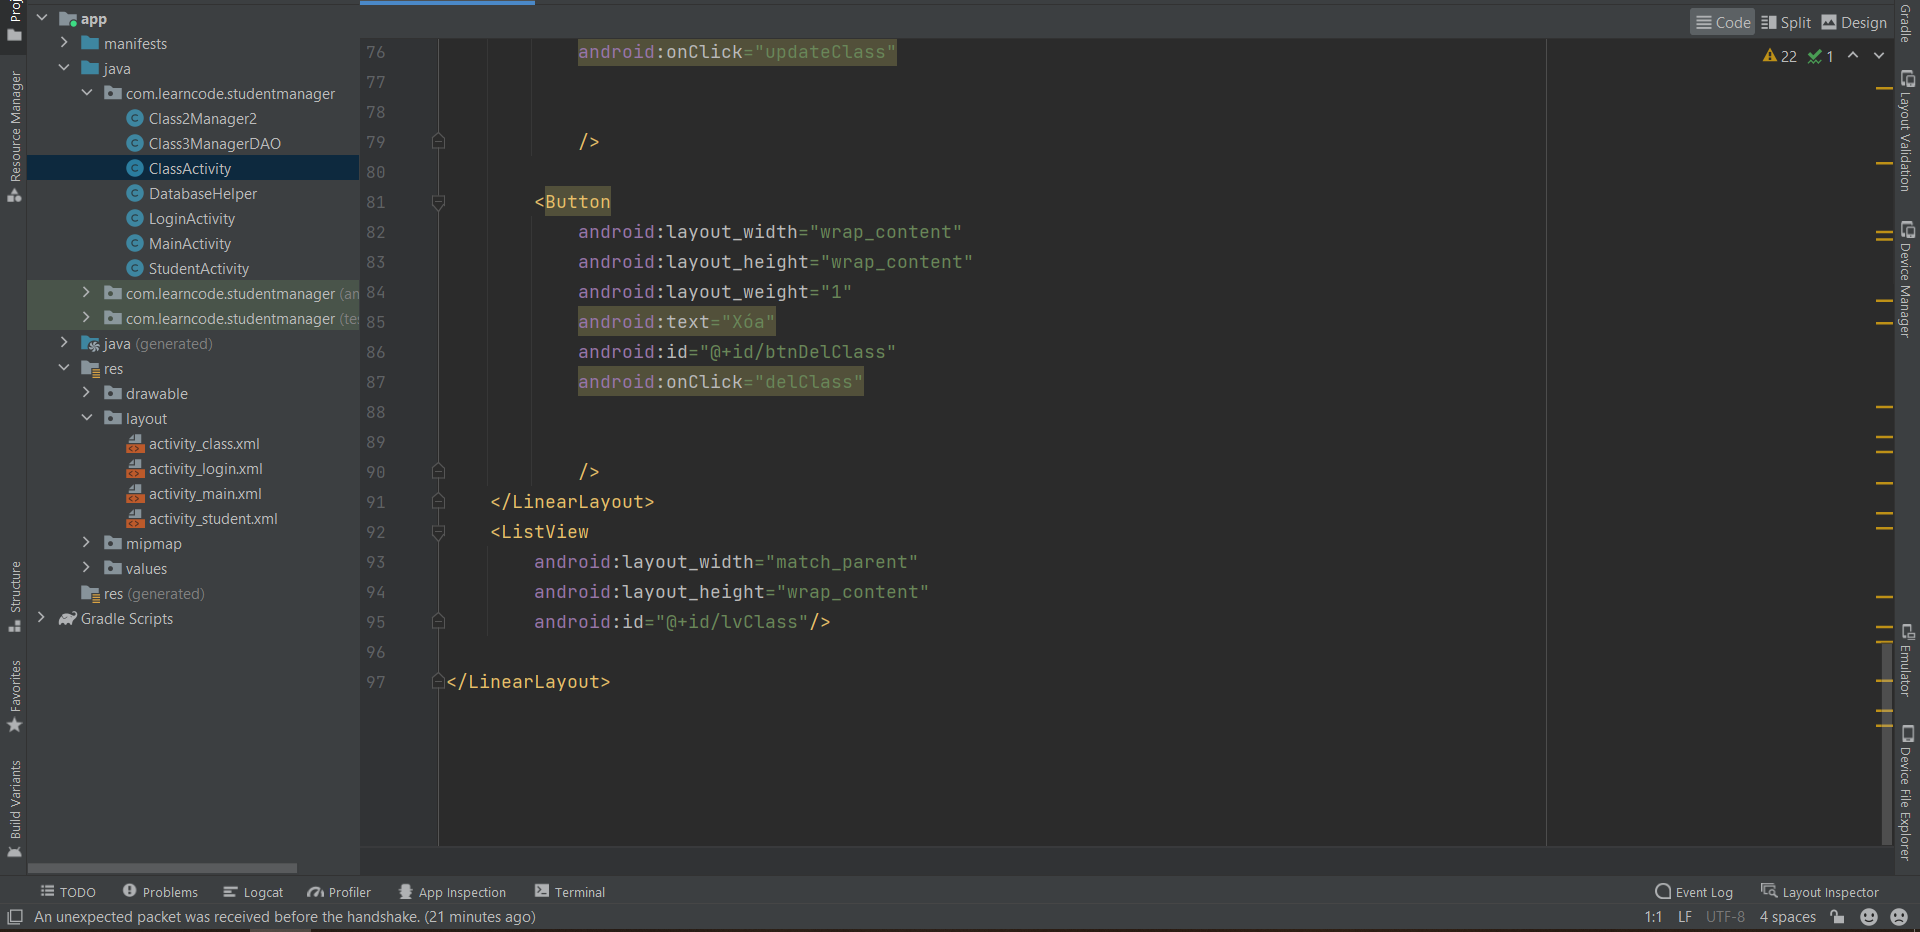 Proj
Resource Manager
Structure
Favorites
Build Variants
app
manifests
java
com.learncode.studentmanager
Class2Manager2
Class3ManagerDAO
ClassActivity
DatabaseHelper
LoginActivity
MainActivity
StudentActivity
com.learncode.studentmanager (an
com.learncode.studentmanager (te
java (generated)
res
drawable
layout
activity_class.xml
activity_login.xml
activity_main.xml
activity_student.xml
mipmap
values
res (generated)
Gradle Scripts
Code Split Design
22 1
76 android:onClick="updateClass"
77
78
79 />
80
81 <Button
82 android:layout_width="wrap_content"
83 android:layout_height="wrap_content"
84 android:layout_weight="1"
85 android:text="Xóa"
86 android:id="@+id/btnDelClass"
87 android:onClick="delClass"
88
89
90 />
91 </LinearLayout>
92 <ListView
93 android:layout_width="match_parent"
94 android:layout_height="wrap_content"
95 android:id="@+id/lvClass"/>
96
97 </LinearLayout>
Gradle
Layout Validation
Device Manager
Emulator
Device File Explorer
TODO Problems Logcat Profiler App Inspection Terminal Event Log Layout Inspector
An unexpected packet was received before the handshake. (21 minutes ago) 1:1 LF UTF-8 4 spaces